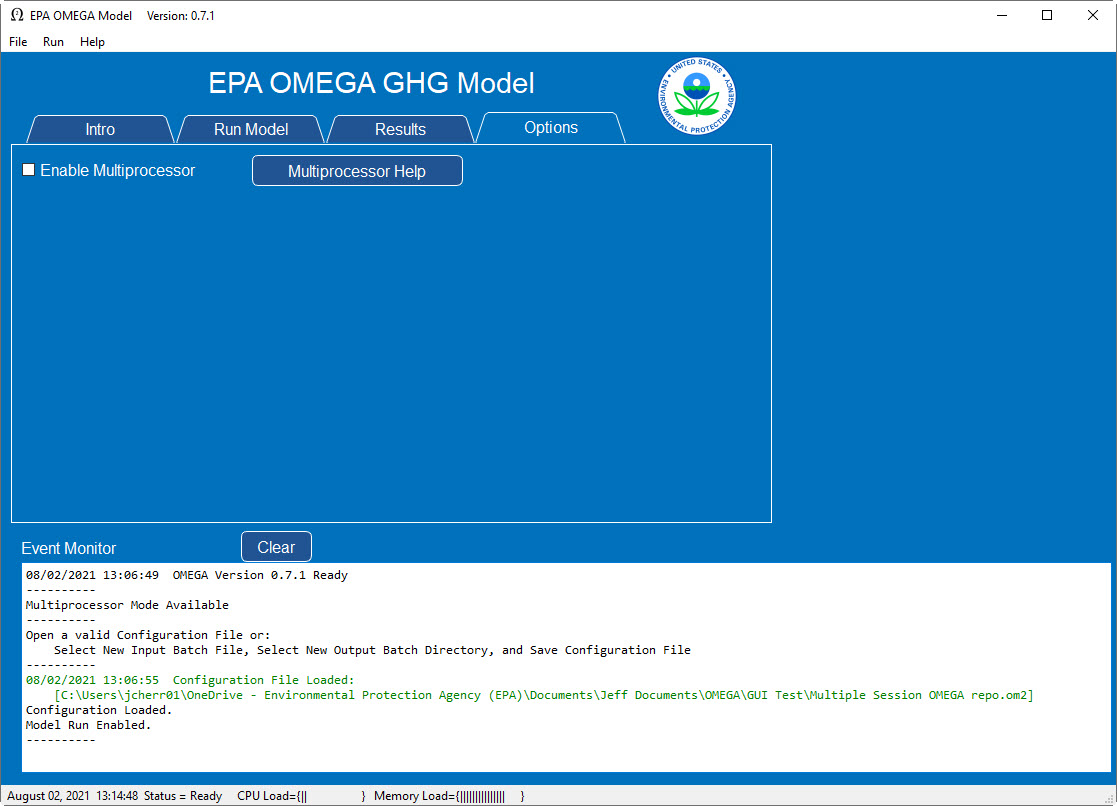 EPA OMEGA Model Version: 0.7.1
File Run Help
EPA OMEGA GHG Model
UNITED STATES
ENVIRONMENTAL PROTECTION AGENCY
Intro Run Model Results Options
Enable Multiprocessor Multiprocessor Help
Event Monitor Clear
08/02/2021 13:06:49  OMEGA Version 0.7.1 Ready
----------
Multiprocessor Mode Available
----------
Open a valid Configuration File or:
    Select New Input Batch File, Select New Output Batch Directory, and Save Configuration File
----------
08/02/2021 13:06:55  Configuration File Loaded:
    [C:\Users\jcherr01\OneDrive - Environmental Protection Agency (EPA)\Documents\Jeff Documents\OMEGA\GUI Test\Multiple Session OMEGA repo.om2]
Configuration Loaded.
Model Run Enabled.
----------
August 02, 2021 13:14:48 Status = Ready CPU Load={|| } Memory Load={||||||||||||||| }